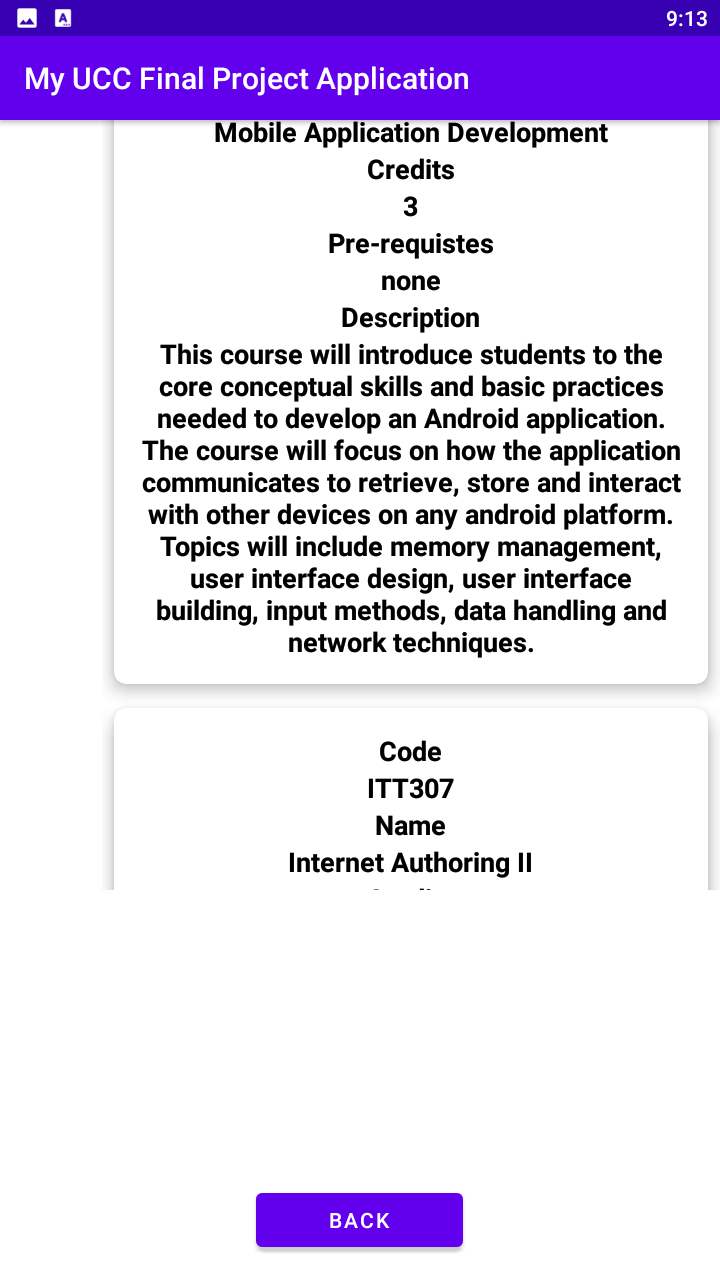 9:13
My UCC Final Project Application
Mobile Application Development
Credits
3
Pre-requistes
none
Description
This course will introduce students to the
core conceptual skills and basic practices
needed to develop an Android application.
The course will focus on how the application
communicates to retrieve, store and interact
with other devices on any android platform.
Topics will include memory management,
user interface design, user interface
building, input methods, data handling and
network techniques.
Code
ITT307
Name
Internet Authoring II
BACK